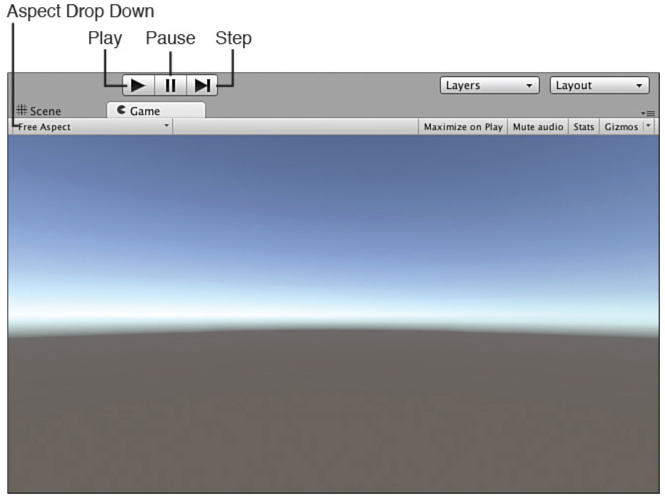 Aspect Drop Down
Play Pause Step
Layers Layout
Scene Game
Free Aspect Maximize on Play Mute audio Stats Gizmos